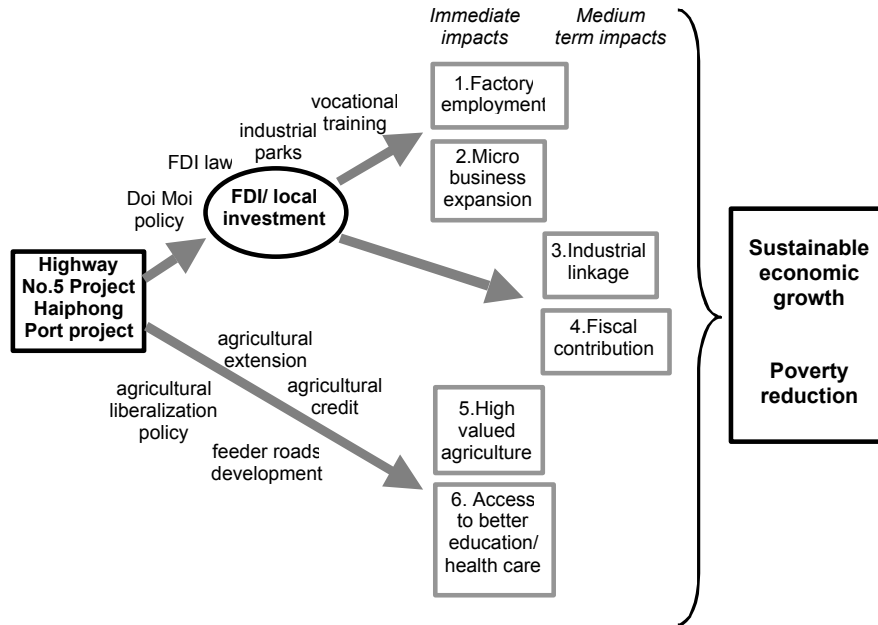 Immediate
impacts
Medium
term impacts
1.Factory
employment
vocational
training
industrial
parks
2.Micro
business
expansion
FDI law
FDI/ local
investment
Doi Moi
policy
Highway
No.5 Project
Haiphong
Port project
3.Industrial
linkage
4.Fiscal
contribution
agricultural
extension
agricultural
credit
agricultural
liberalization
policy
feeder roads
development
5.High
valued
agriculture
6. Access
to better
education/
health care
Sustainable
economic
growth
Poverty
reduction